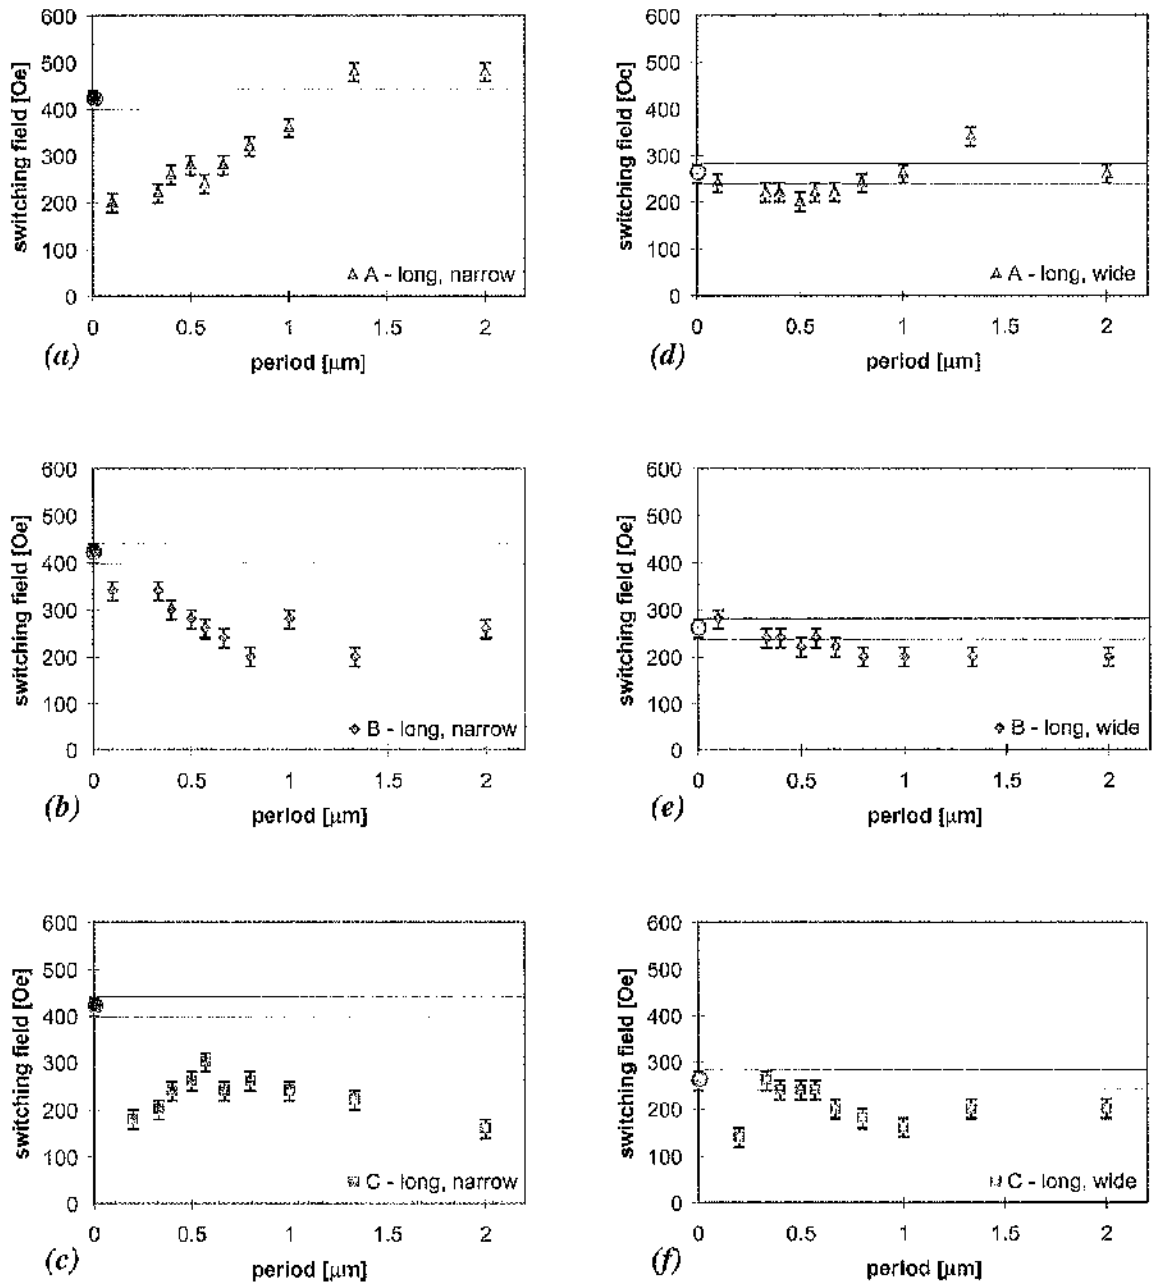 600
500
400
300
200
100
0
switching field [Oe]
A - long, narrow
0 0.5 1 1.5 2
(a)
period [µm]
600
500
400
300
200
100
0
switching field [Oc]
A - long, wide
0 0.5 1 1.5 2
(d)
period [µm]
600
500
400
300
200
100
0
switching field [Oe]
B - long, narrow
0 0.5 1 1.5 2
(b)
period [µm]
600
500
400
300
200
100
0
switching field [Oe]
B - long, wide
0 0.5 1 1.5 2
(e)
period [µm]
600
500
400
300
200
100
0
switching field [Oe]
C - long, narrow
0 0.5 1 1.5 2
(c)
period [µm]
600
500
400
300
200
100
0
switching field [Oe]
C - long, wide
0 0.5 1 1.5 2
(f)
period [µm]